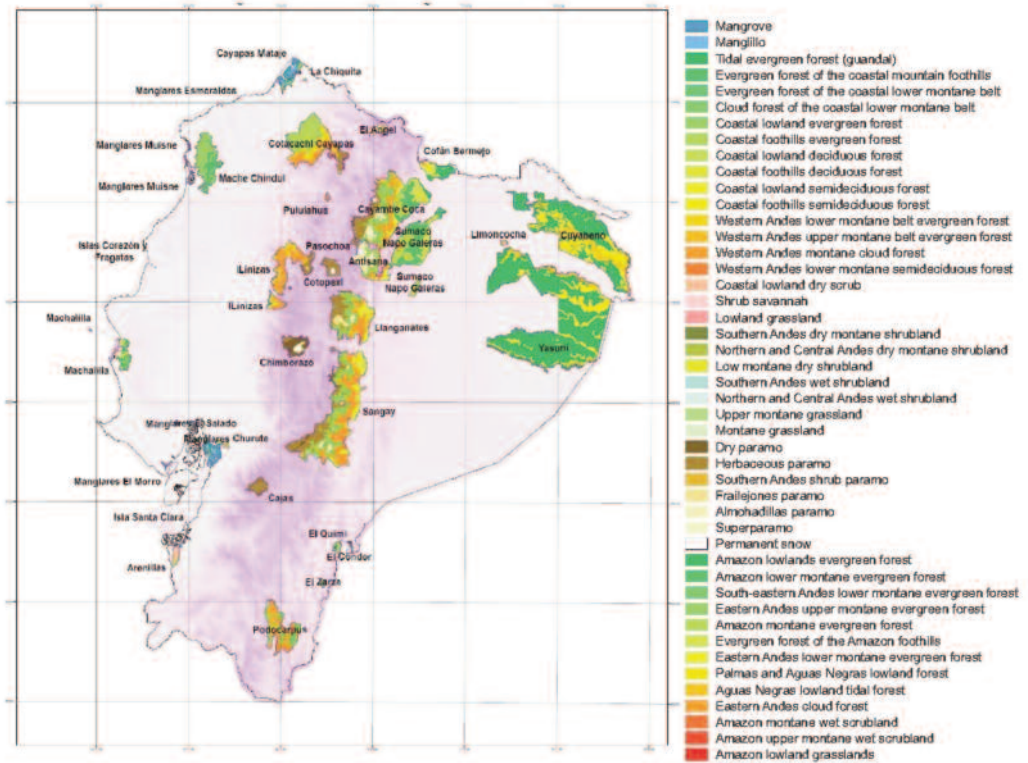 Cayapas Mataje
La Chiquita
Manglares Esmeraldas
El Angel
Cotacachi Cayapas
Cofán Bermejo
Manglares Muisne
Mache Chindul
Manglares Muisne
Pululahua
Cayambe Coca
Cuyabeno
Limoncocha
Sumaco
Napo Galeras
Islas Corazón y
Fragatas
Pasochoa
Antisana
ILinizas
Cotopaxi
Sumaco
Napo Galeras
ILinizas
Machalilla
Llanganates
Chimborazo
Yasuni
Machalilla
Sangay
Manglares El Salado
Manglares Churute
Manglares El Morro
Cajas
Isla Santa Clara
El Quimi
El Condor
Arenillas
El Zarza
Podocarpus
Mangrove
Manglillo
Tidal evergreen forest (guandal)
Evergreen forest of the coastal mountain foothills
Evergreen forest of the coastal lower montane belt
Cloud forest of the coastal lower montane belt
Coastal lowland evergreen forest
Coastal foothills evergreen forest
Coastal lowland deciduous forest
Coastal foothills deciduous forest
Coastal lowland semideciduous forest
Coastal foothills semideciduous forest
Western Andes lower montane belt evergreen forest
Western Andes upper montane belt evergreen forest
Western Andes montane cloud forest
Western Andes lower montane semideciduous forest
Coastal lowland dry scrub
Shrub savannah
Lowland grassland
Southern Andes dry montane shrubland
Northern and Central Andes dry montane shrubland
Low montane dry shrubland
Southern Andes wet shrubland
Northern and Central Andes wet shrubland
Upper montane grassland
Montane grassland
Dry paramo
Herbaceous paramo
Southern Andes shrub paramo
Frailejones paramo
Almohadillas paramo
Superparamo
Permanent snow
Amazon lowlands evergreen forest
Amazon lower montane evergreen forest
South-eastern Andes lower montane evergreen forest
Eastern Andes upper montane evergreen forest
Amazon montane evergreen forest
Evergreen forest of the Amazon foothills
Eastern Andes lower montane evergreen forest
Palmas and Aguas Negras lowland forest
Aguas Negras lowland tidal forest
Eastern Andes cloud forest
Amazon montane wet scrubland
Amazon upper montane wet scrubland
Amazon lowland grasslands